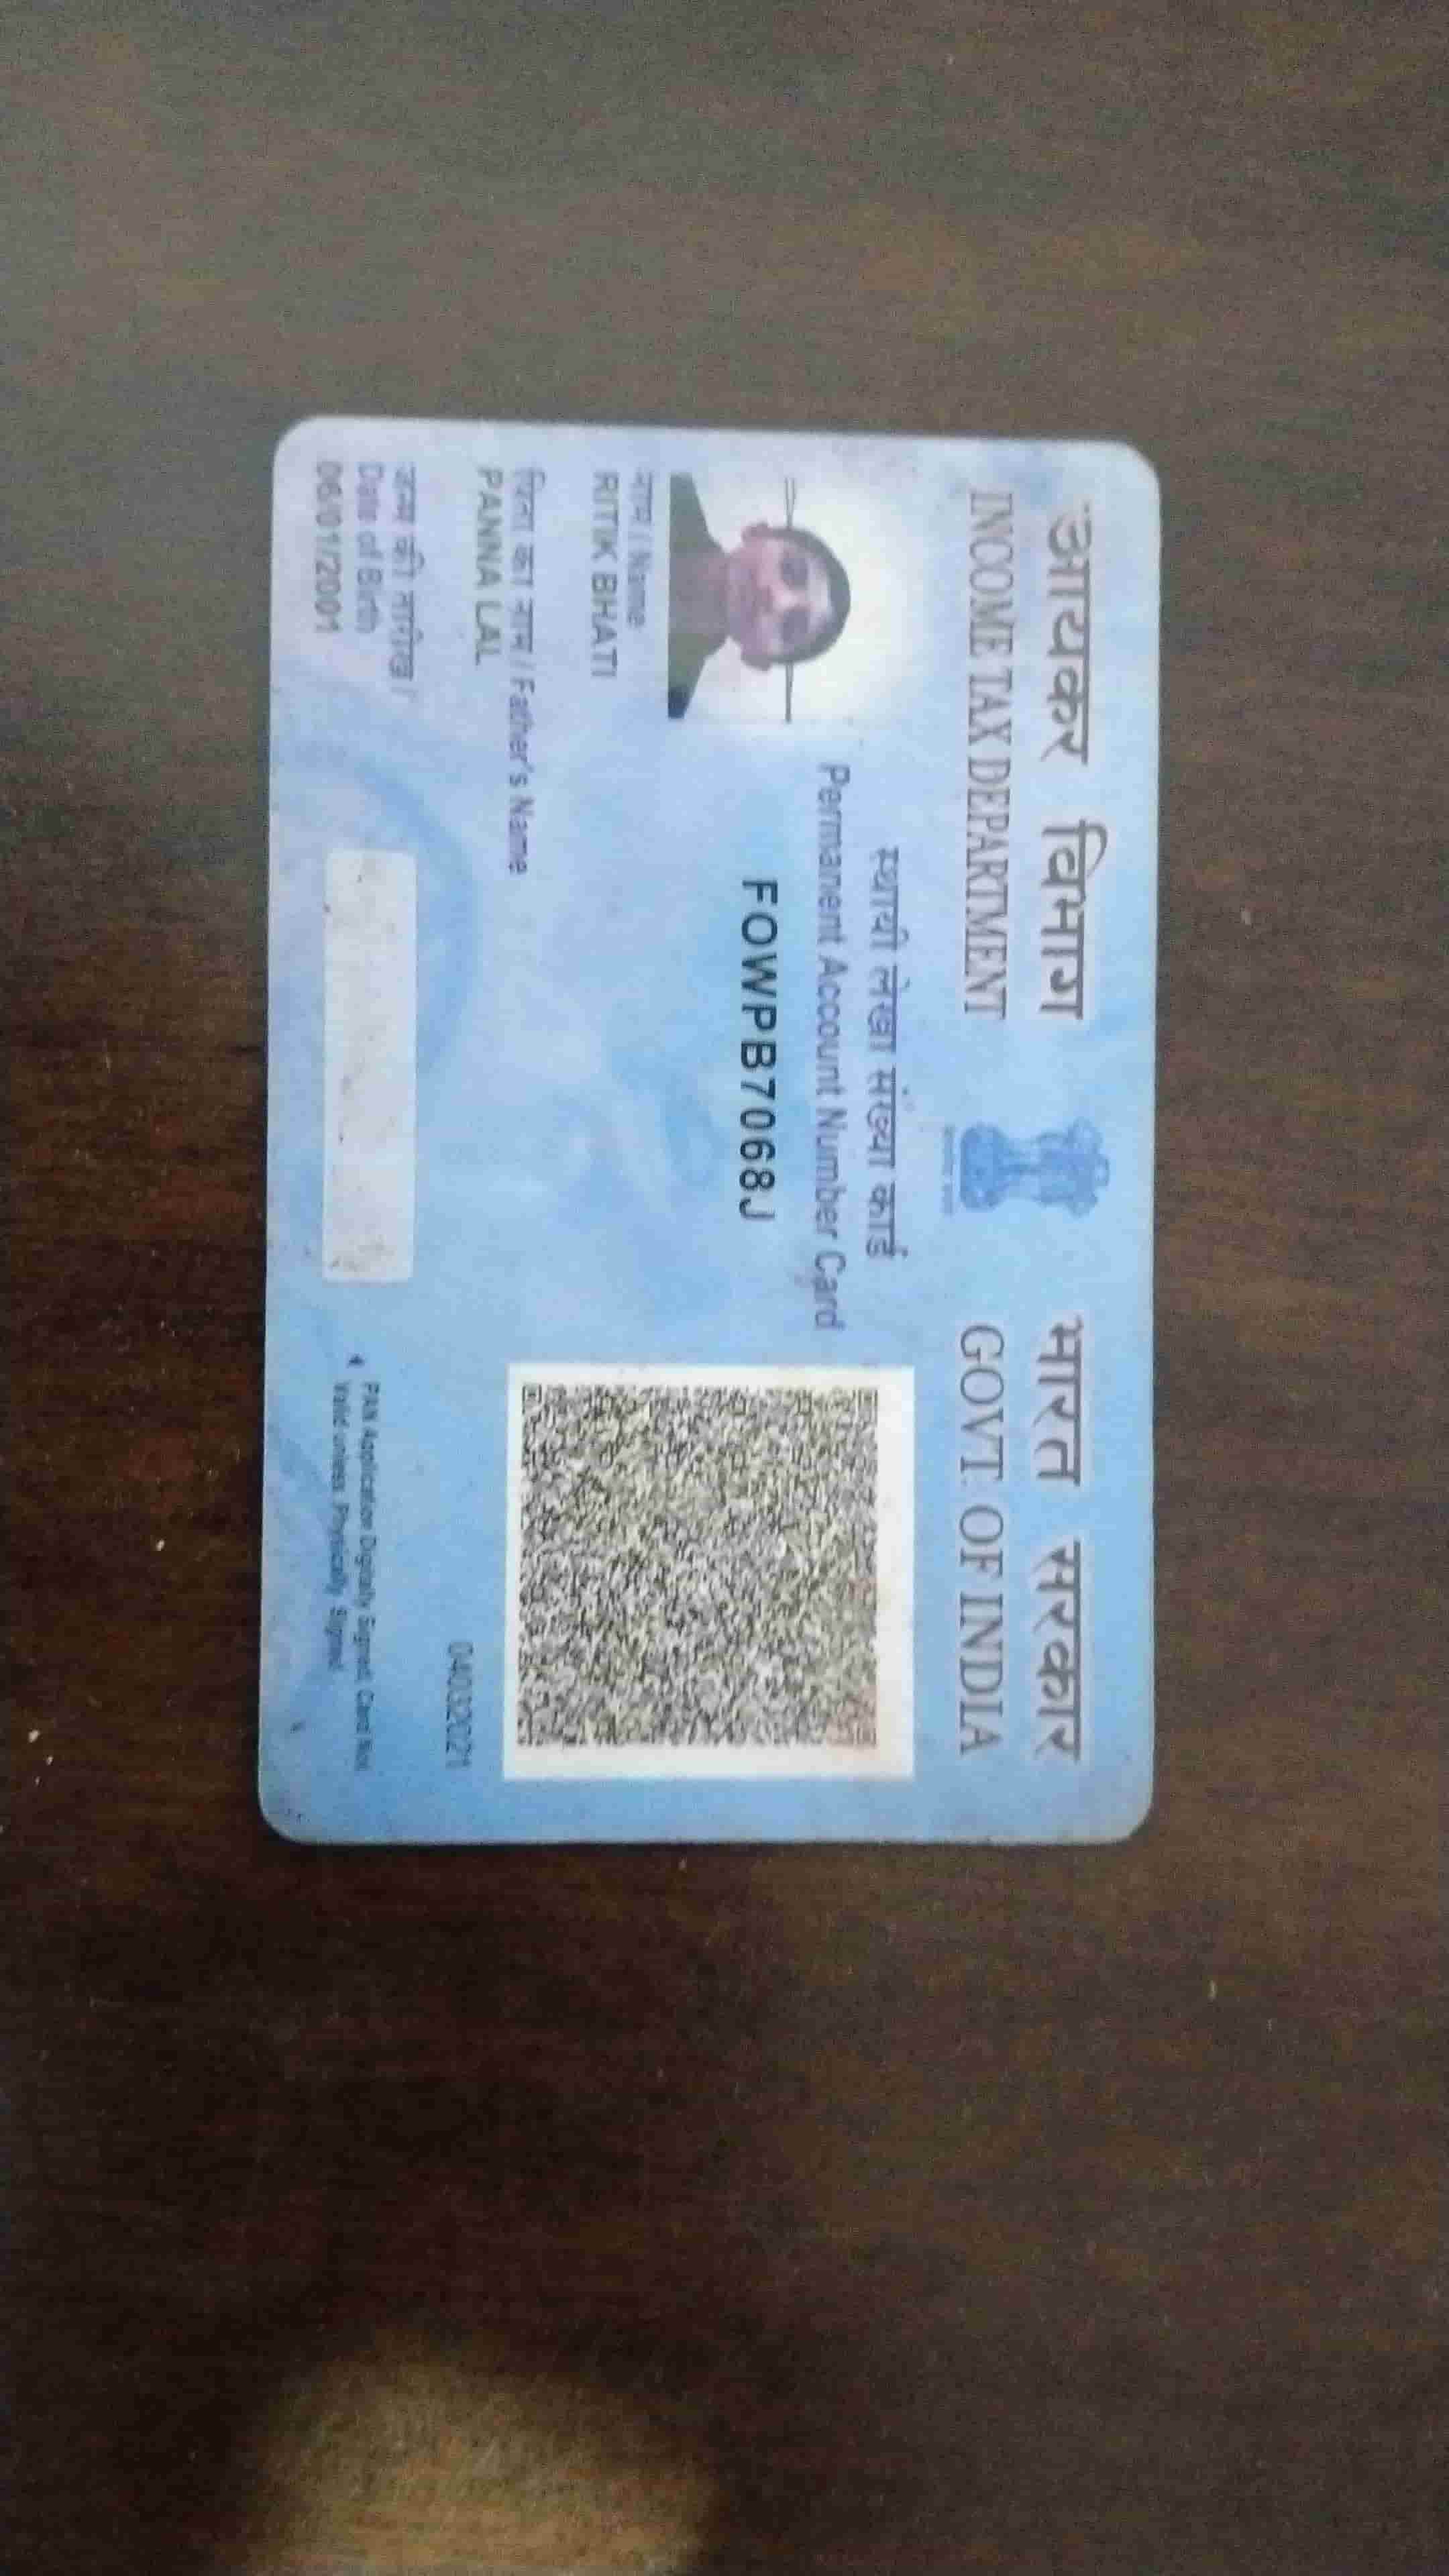 आयकर विभाग
INCOME TAX DEPARTMENT
भारत सरकार
GOVT. OF INDIA
स्थायी लेखा संख्या कार्ड
Permanent Account Number Card
FOWPB7068J
नाम / Name
RITIK BHATI
पिता का नाम / Father's Name
PANNA LAL
जन्म की तारीख /
Date of Birth
06/01/2001
04032021
PAN Application Digitally Signed, Card Not
Valid unless Physically Signed